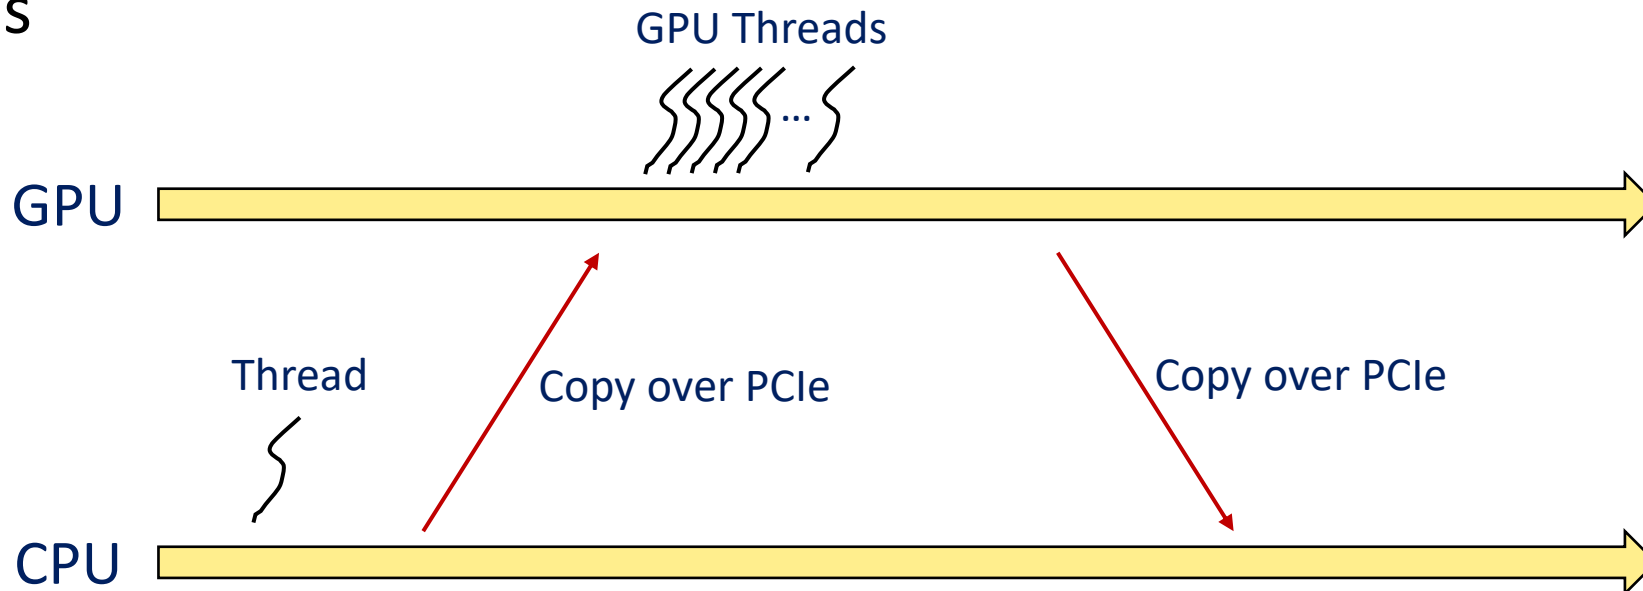 s
GPU Threads
...
GPU
Thread
Copy over PCIe
Copy over PCIe
CPU